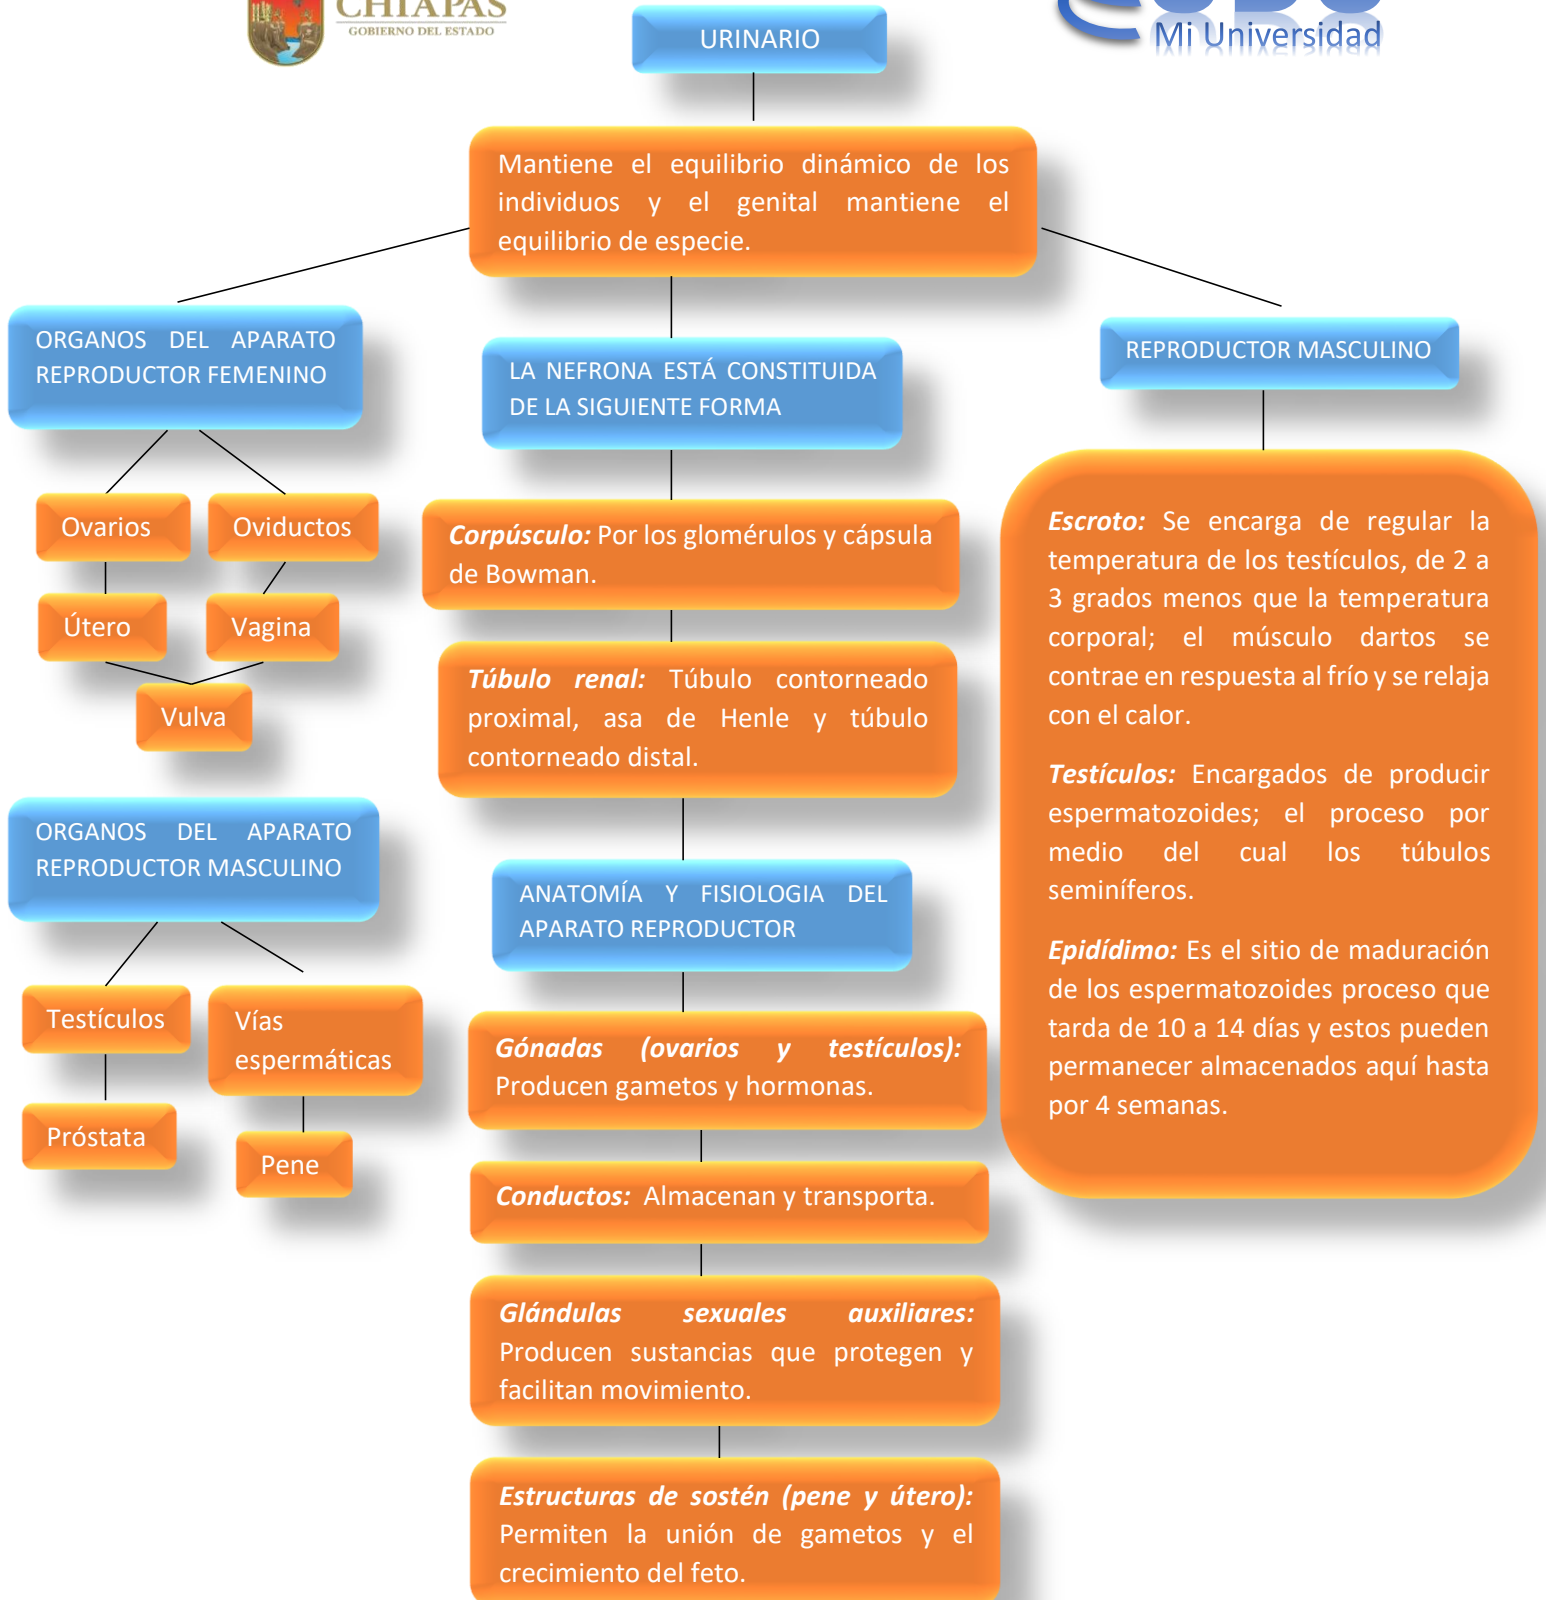 CHIAPAS
GOBIERNO DEL ESTADO
Mi Universidad
URINARIO
Mantiene el equilibrio dinámico de los
individuos y el genital mantiene el
equilibrio de especie.
ORGANOS DEL APARATO
REPRODUCTOR FEMENINO
Ovarios
Oviductos
Útero
Vagina
Vulva
ORGANOS DEL APARATO
REPRODUCTOR MASCULINO
Testículos
Vías
espermáticas
Próstata
Pene
LA NEFRONA ESTÁ CONSTITUIDA
DE LA SIGUIENTE FORMA
Corpúsculo: Por los glomérulos y cápsula
de Bowman.
Túbulo renal: Túbulo contorneado
proximal, asa de Henle y túbulo
contorneado distal.
ANATOMÍA Y FISIOLOGIA DEL
APARATO REPRODUCTOR
Gónadas (ovarios y testículos):
Producen gametos y hormonas.
Conductos: Almacenan y transporta.
Glándulas sexuales auxiliares:
Producen sustancias que protegen y
facilitan movimiento.
Estructuras de sostén (pene y útero):
Permiten la unión de gametos y el
crecimiento del feto.
REPRODUCTOR MASCULINO
Escroto: Se encarga de regular la
temperatura de los testículos, de 2 a
3 grados menos que la temperatura
corporal; el músculo dartos se
contrae en respuesta al frío y se relaja
con el calor.
Testículos: Encargados de producir
espermatozoides; el proceso por
medio del cual los túbulos
seminíferos.
Epidídimo: Es el sitio de maduración
de los espermatozoides proceso que
tarda de 10 a 14 días y estos pueden
permanecer almacenados aquí hasta
por 4 semanas.